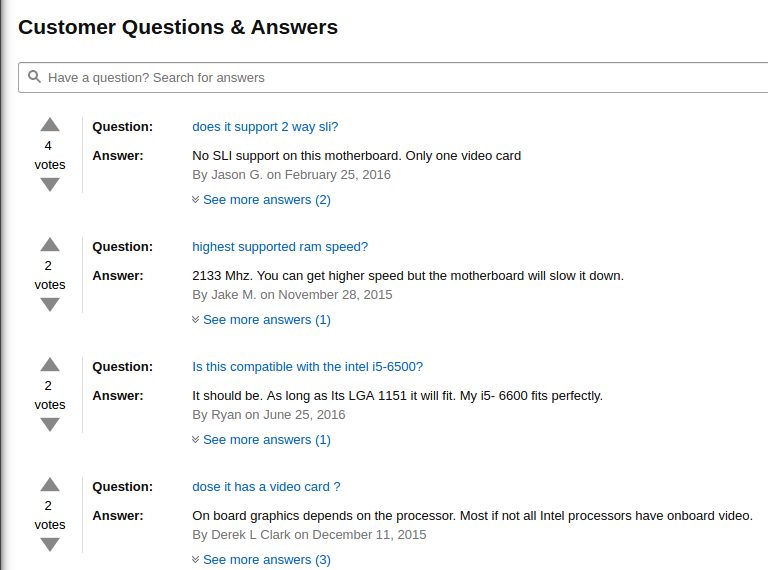 Customer Questions & Answers
Have a question? Search for answers
4
votes
Question: does it support 2 way sli?
Answer: No SLI support on this motherboard. Only one video card
By Jason G. on February 25, 2016
See more answers (2)
2
votes
Question: highest supported ram speed?
Answer: 2133 Mhz. You can get higher speed but the motherboard will slow it down.
By Jake M. on November 28, 2015
See more answers (1)
2
votes
Question: Is this compatible with the intel i5-6500?
Answer: It should be. As long as Its LGA 1151 it will fit. My i5- 6600 fits perfectly.
By Ryan on June 25, 2016
See more answers (1)
2
votes
Question: dose it has a video card ?
Answer: On board graphics depends on the processor. Most if not all Intel processors have onboard video.
By Derek L Clark on December 11, 2015
See more answers (3)